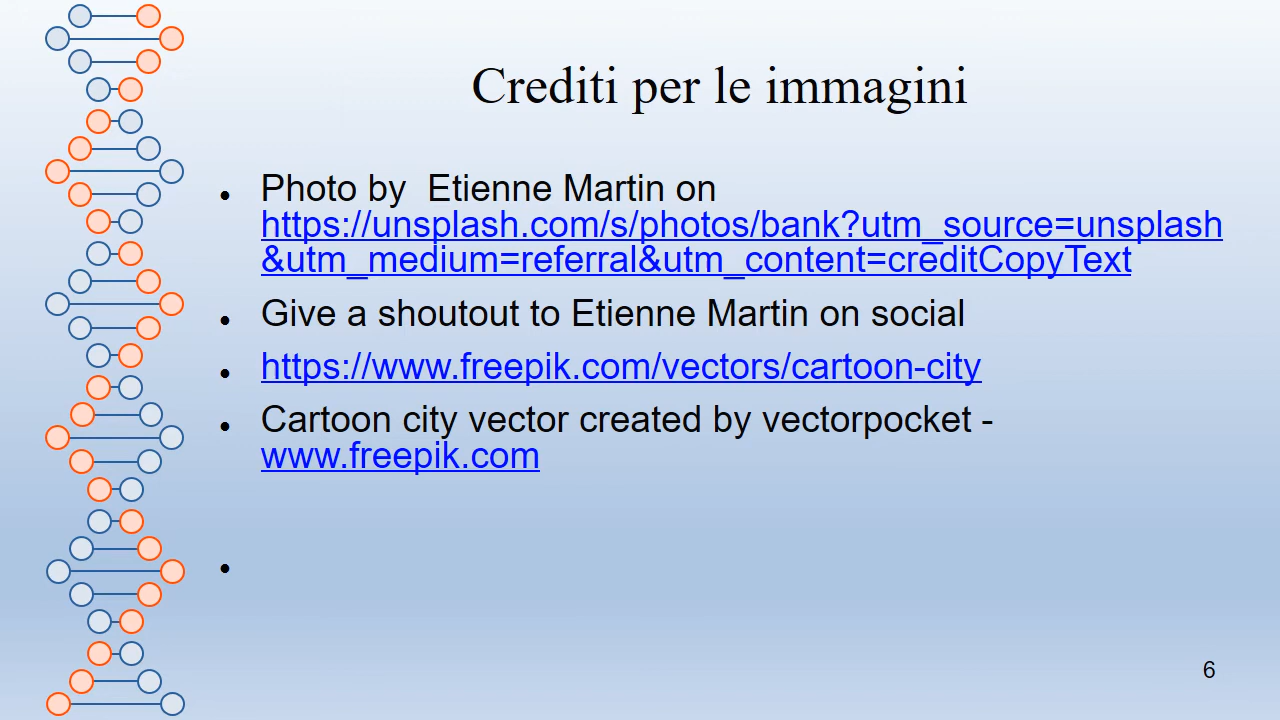 Crediti per le immagini
• Photo by  Etienne Martin on
https://unsplash.com/s/photos/bank?utm_source=unsplash
&utm_medium=referral&utm_content=creditCopyText
• Give a shoutout to Etienne Martin on social
• https://www.freepik.com/vectors/cartoon-city
• Cartoon city vector created by vectorpocket -
www.freepik.com
•
6